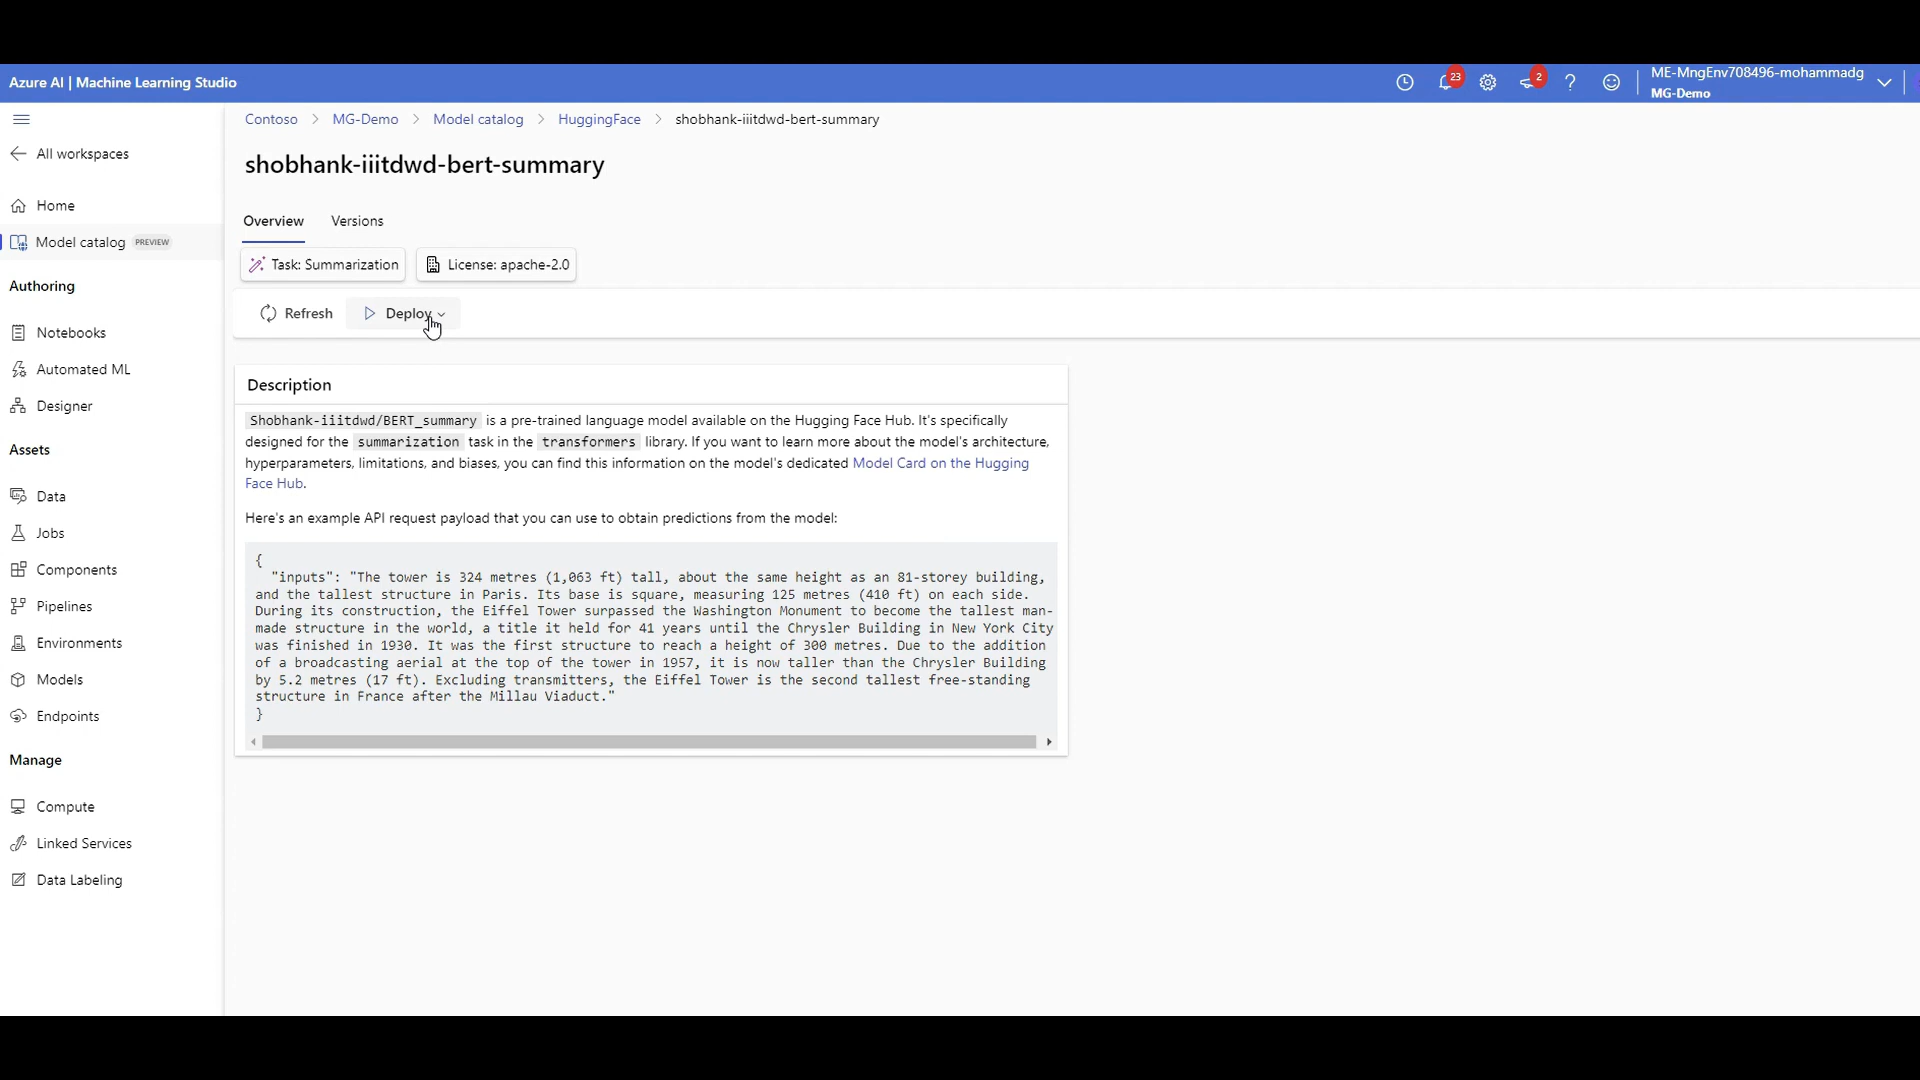 Azure AI | Machine Learning Studio
23
2
ME-MngEnv708496-mohammadg
MG-Demo
All workspaces
Home
Model catalog PREVIEW
Authoring
Notebooks
Automated ML
Designer
Assets
Data
Jobs
Components
Pipelines
Environments
Models
Endpoints
Manage
Compute
Linked Services
Data Labeling
Contoso > MG-Demo > Model catalog > HuggingFace > shobhank-iiitdwd-bert-summary
shobhank-iiitdwd-bert-summary
Overview Versions
Task: Summarization License: apache-2.0
Refresh Deploy
Description
Shobhank-iiitdwd/BERT_summary is a pre-trained language model available on the Hugging Face Hub. It's specifically
designed for the summarization task in the transformers library. If you want to learn more about the model's architecture,
hyperparameters, limitations, and biases, you can find this information on the model's dedicated Model Card on the Hugging
Face Hub.
Here's an example API request payload that you can use to obtain predictions from the model:
{
"inputs": "The tower is 324 metres (1,063 ft) tall, about the same height as an 81-storey building,
and the tallest structure in Paris. Its base is square, measuring 125 metres (410 ft) on each side.
During its construction, the Eiffel Tower surpassed the Washington Monument to become the tallest man-
made structure in the world, a title it held for 41 years until the Chrysler Building in New York City
was finished in 1930. It was the first structure to reach a height of 300 metres. Due to the addition
of a broadcasting aerial at the top of the tower in 1957, it is now taller than the Chrysler Building
by 5.2 metres (17 ft). Excluding transmitters, the Eiffel Tower is the second tallest free-standing
structure in France after the Millau Viaduct."
}